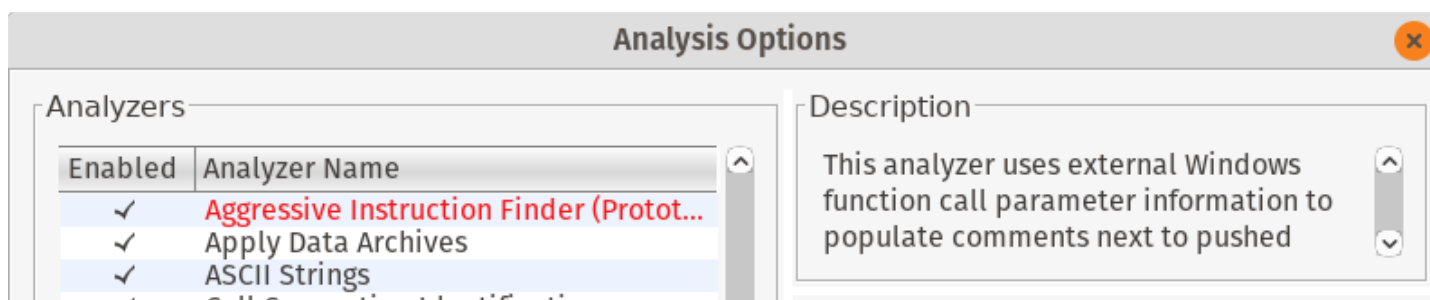 Analysis Options
Analyzers
Enabled Analyzer Name
Aggressive Instruction Finder (Protot...
Apply Data Archives
ASCII Strings
Description
This analyzer uses external Windows
function call parameter information to
populate comments next to pushed